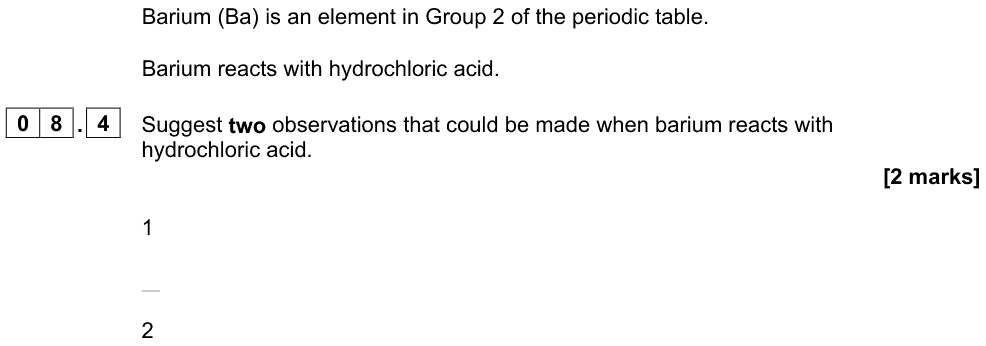 Barium (Ba) is an element in Group 2 of the periodic table.
Barium reacts with hydrochloric acid.
0 8 . 4 Suggest two observations that could be made when barium reacts with
hydrochloric acid.
[2 marks]
1
2